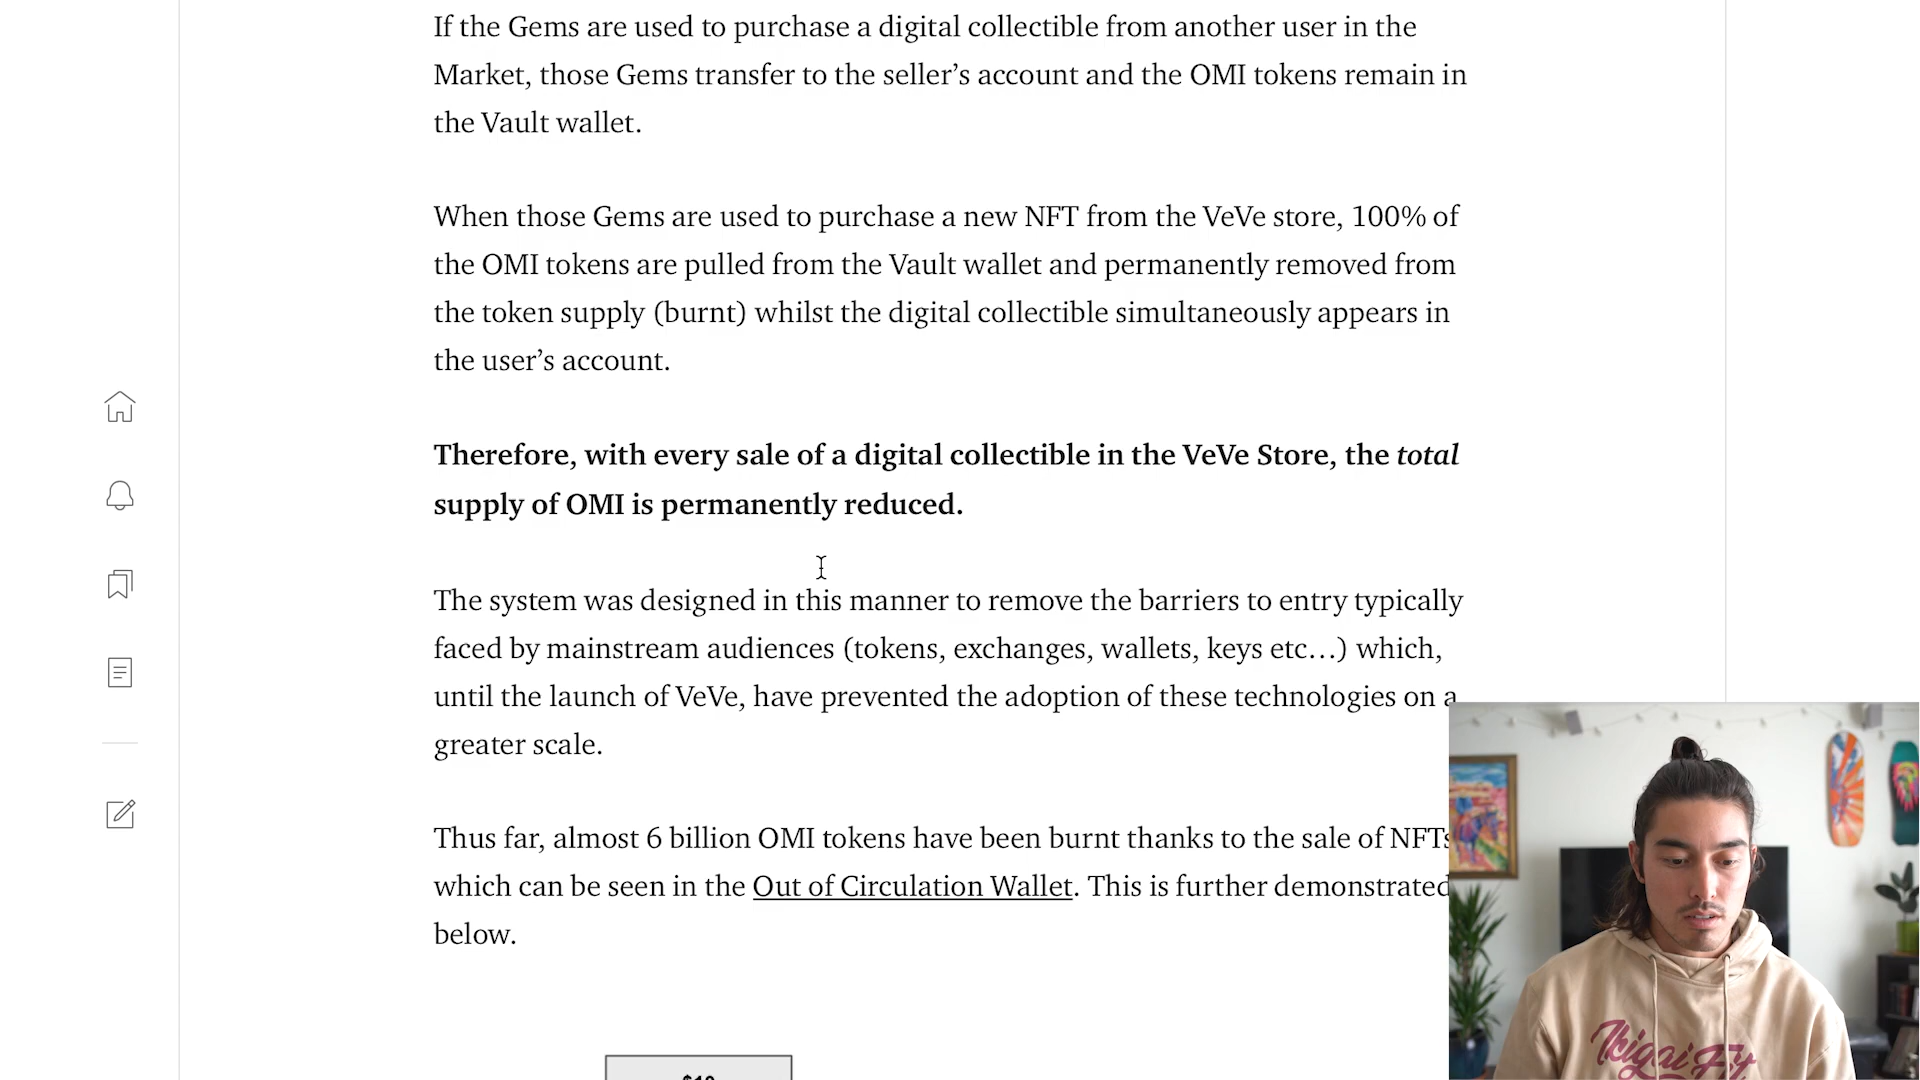 If the Gems are used to purchase a digital collectible from another user in the
Market, those Gems transfer to the seller’s account and the OMI tokens remain in
the Vault wallet.
When those Gems are used to purchase a new NFT from the VeVe store, 100% of
the OMI tokens are pulled from the Vault wallet and permanently removed from
the token supply (burnt) whilst the digital collectible simultaneously appears in
the user’s account.
Therefore, with every sale of a digital collectible in the VeVe Store, the total
supply of OMI is permanently reduced.
The system was designed in this manner to remove the barriers to entry typically
faced by mainstream audiences (tokens, exchanges, wallets, keys etc…) which,
until the launch of VeVe, have prevented the adoption of these technologies on a
greater scale.
Thus far, almost 6 billion OMI tokens have been burnt thanks to the sale of NFTs
which can be seen in the Out of Circulation Wallet. This is further demonstrated
below.
$10